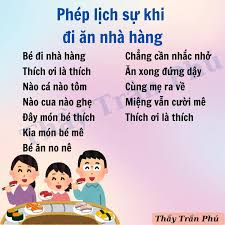 Phép lịch sự khi
đi ăn nhà hàng
Bé đi nhà hàng
Thích ơi là thích
Nào cá nào tôm
Nào cua nào ghẹ
Đây món bé thích
Kia món bé mê
Bé ăn no nê
Chẳng cần nhắc nhở
Ăn xong đứng dậy
Cùng mẹ ra về
Miệng vẫn cười mê
Thích ơi là thích
Thầy Trần Phú
Thầy Trần Phú